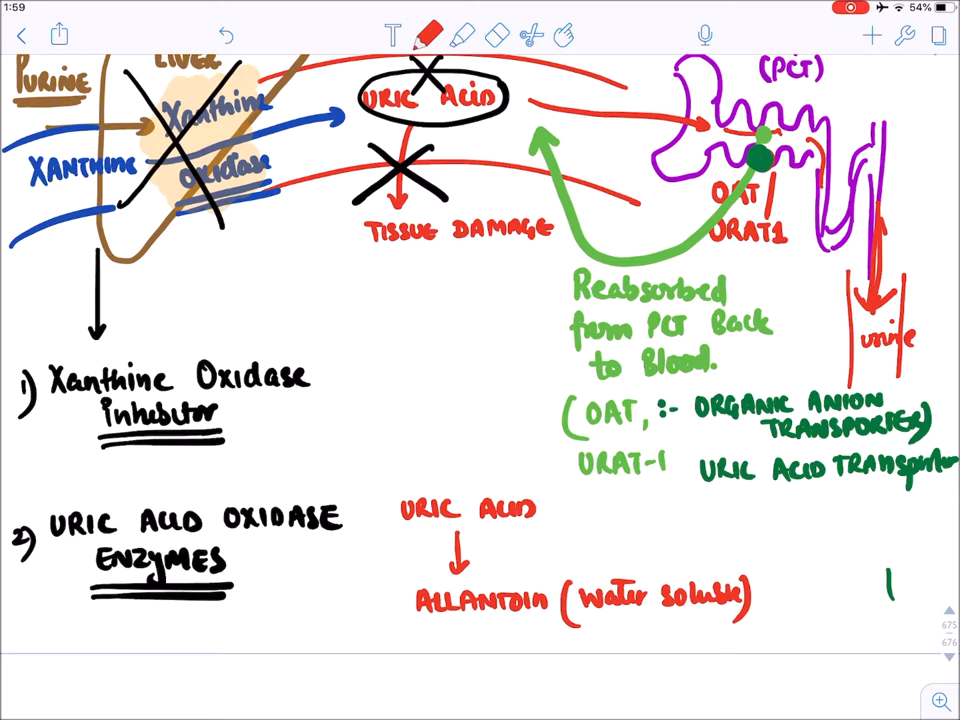 1:59
54%
T
LIVER
PURINE
Xanthine
XANTHINE
oxidase
URIC ACID
TISSUE DAMAGE
(PCT)
OAT
URAT1
urine
Reabsorbed
from PCT Back
to Blood.
(OAT, :- ORGANIC ANION
TRANSPORTER)
URAT-1 URIC ACID TRANSporter
1) Xanthine Oxidase
inhibitor
2) URIC ACID OXIDASE
ENZYMES
URIC ACID
ALLANTOIN (Water soluble)
675
676